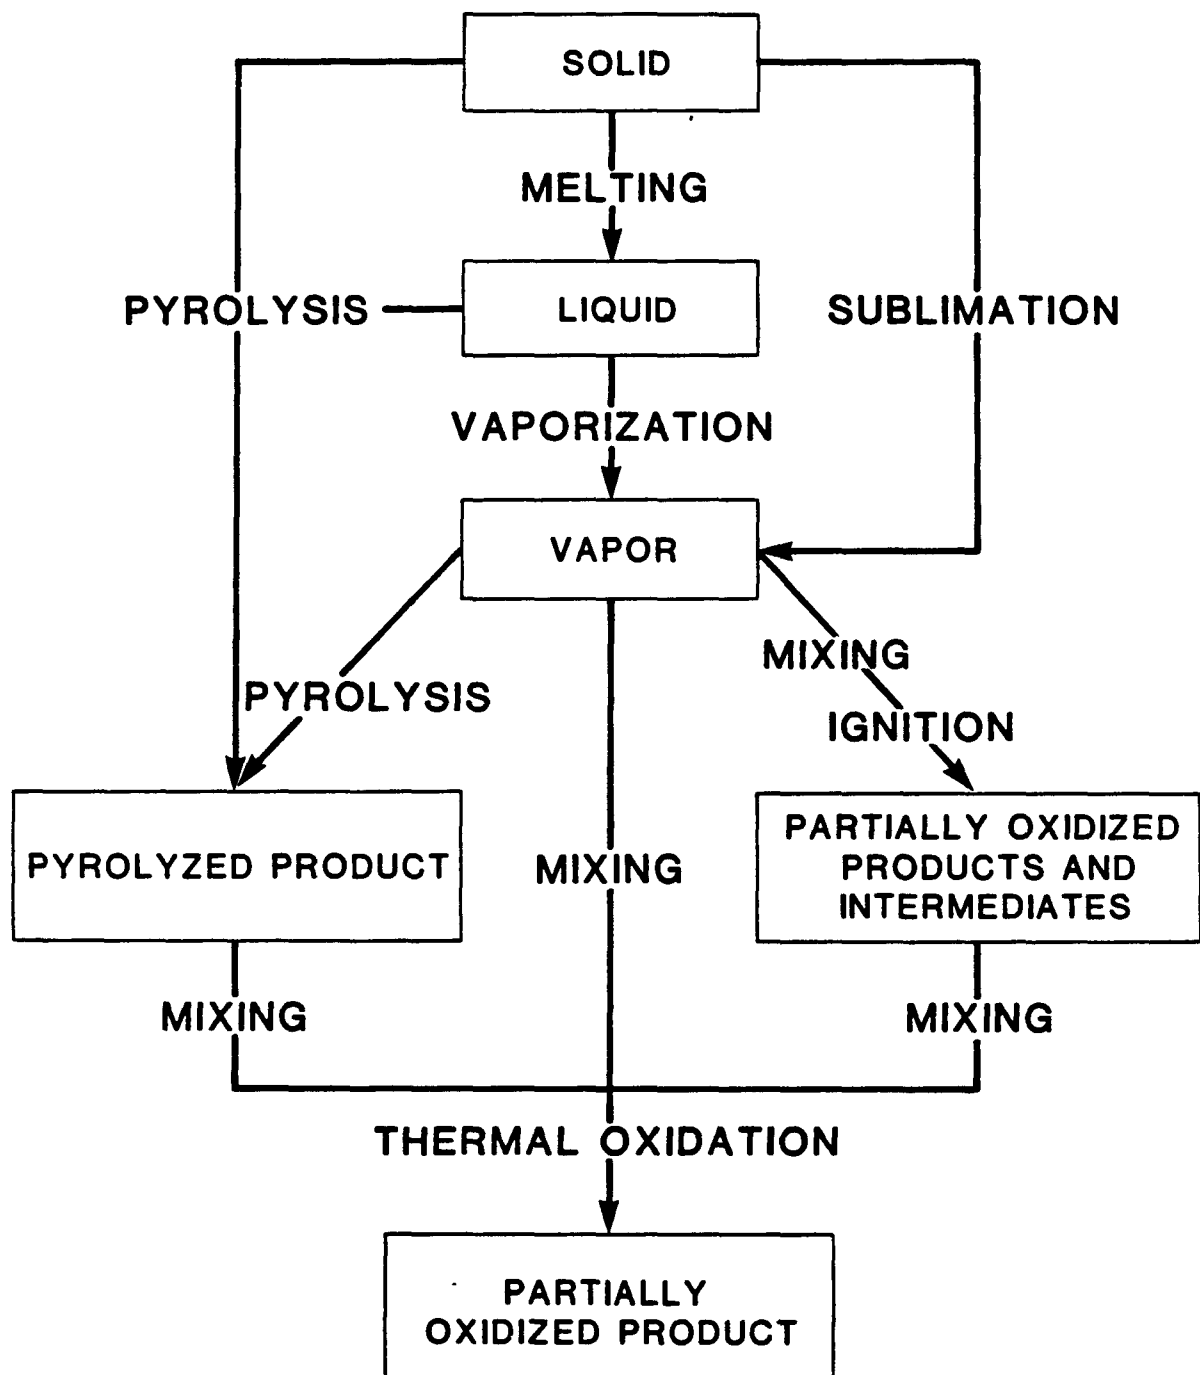 SOLID
MELTING
PYROLYSIS
LIQUID
SUBLIMATION
VAPORIZATION
VAPOR
MIXING
PYROLYSIS
IGNITION
PYROLYZED PRODUCT
MIXING
PARTIALLY OXIDIZED
PRODUCTS AND
INTERMEDIATES
MIXING
MIXING
THERMAL OXIDATION
PARTIALLY
OXIDIZED PRODUCT